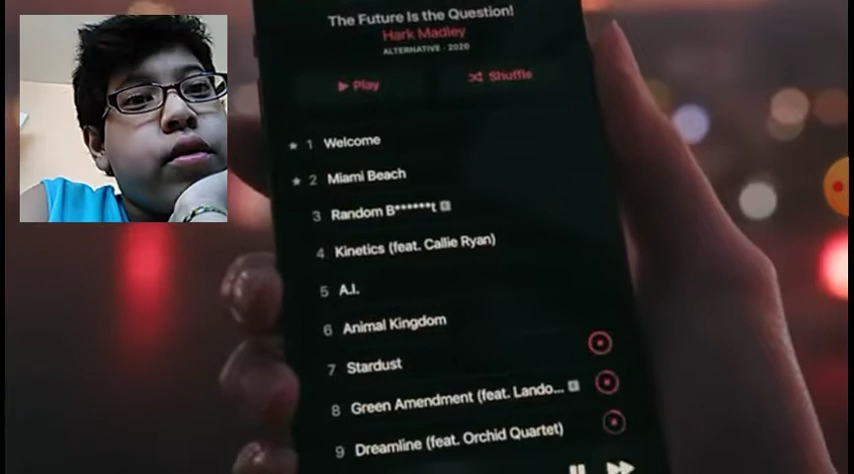 The Future Is the Question!
Hark Madley
ALTERNATIVE · 2020
Play
Shuffle
★ 1 Welcome
★ 2 Miami Beach
3 Random B******t E
4 Kinetics (feat. Callie Ryan)
5 A.I.
6 Animal Kingdom
7 Stardust
8 Green Amendment (feat. Lando... E
9 Dreamline (feat. Orchid Quartet)